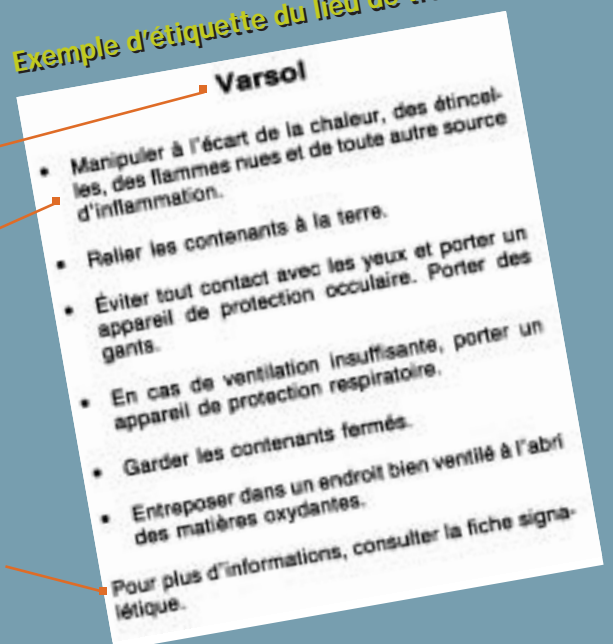 Exemple d'étiquette du lieu de
Varsol
• Manipuler à l'écart de la chaleur, des étincel-
les, des flammes nues et de toute autre source
d'inflammation.
• Relier les contenants à la terre.
• Éviter tout contact avec les yeux et porter un
appareil de protection occulaire. Porter des
gants.
• En cas de ventilation insuffisante, porter un
appareil de protection respiratoire.
• Garder les contenants fermés.
• Entreposer dans un endroit bien ventilé à l'abri
des matières oxydantes.
Pour plus d'informations, consulter la fiche signa-
létique.